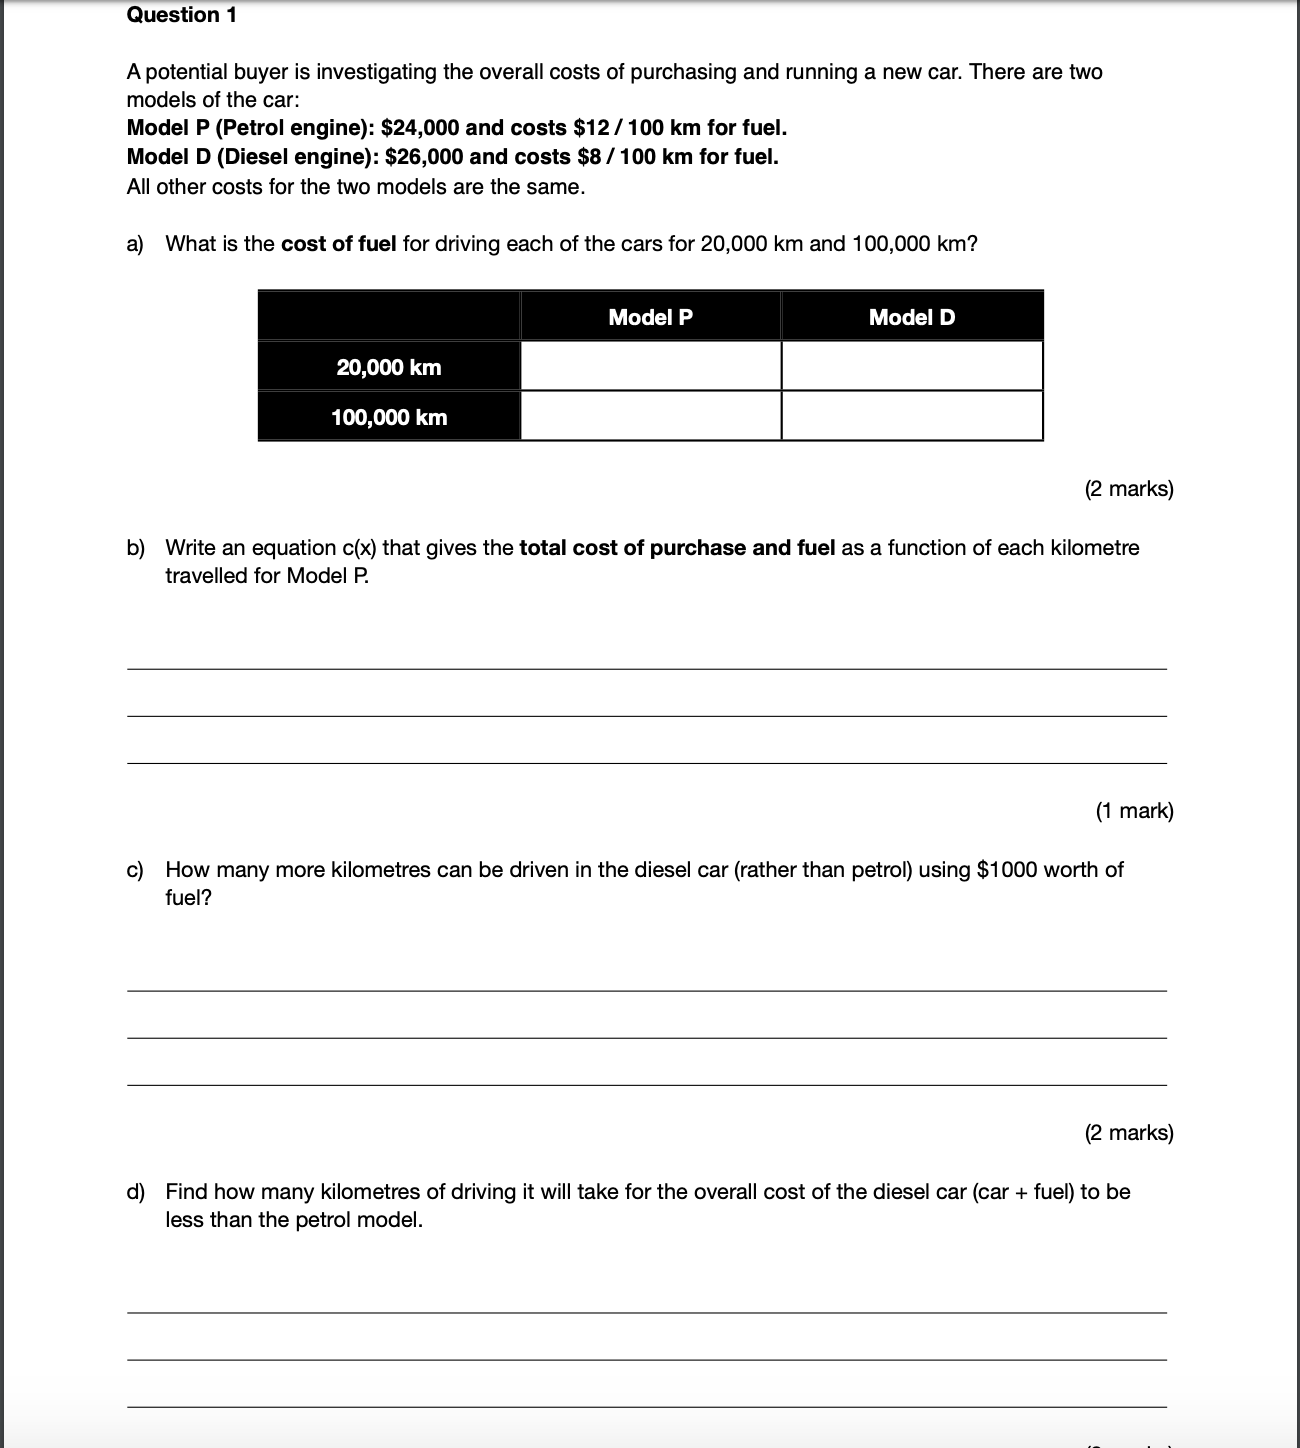 Question 1
A potential buyer is investigating the overall costs of purchasing and running a new car. There are two
models of the car:
Model P (Petrol engine): $24,000 and costs $12 / 100 km for fuel.
Model D (Diesel engine): $26,000 and costs $8 / 100 km for fuel.
All other costs for the two models are the same.
a) What is the cost of fuel for driving each of the cars for 20,000 km and 100,000 km?
Model P Model D
20,000 km
100,000 km
(2 marks)
b) Write an equation c(x) that gives the total cost of purchase and fuel as a function of each kilometre
travelled for Model P.
(1 mark)
c) How many more kilometres can be driven in the diesel car (rather than petrol) using $1000 worth of
fuel?
(2 marks)
d) Find how many kilometres of driving it will take for the overall cost of the diesel car (car + fuel) to be
less than the petrol model.